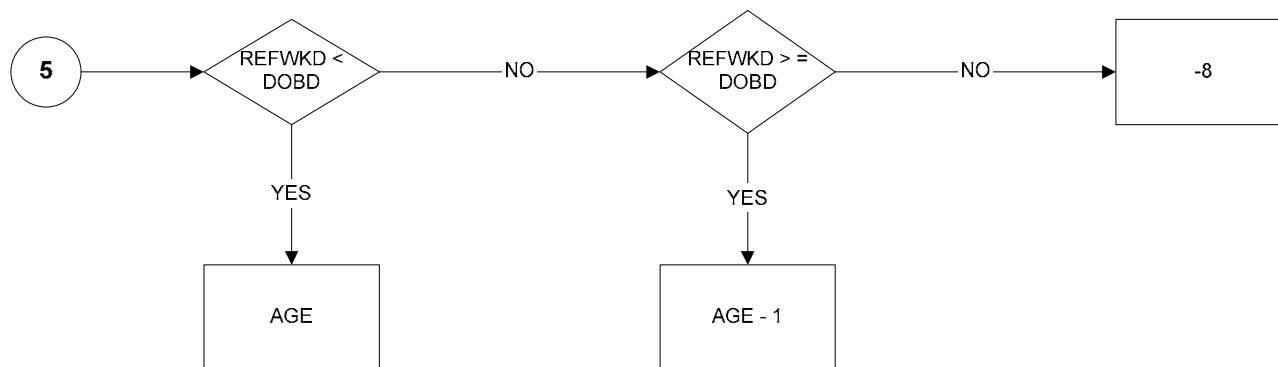 5
REFWKD <
DOBD
NO
REFWKD > =
DOBD
NO
-8
YES
YES
AGE
AGE - 1